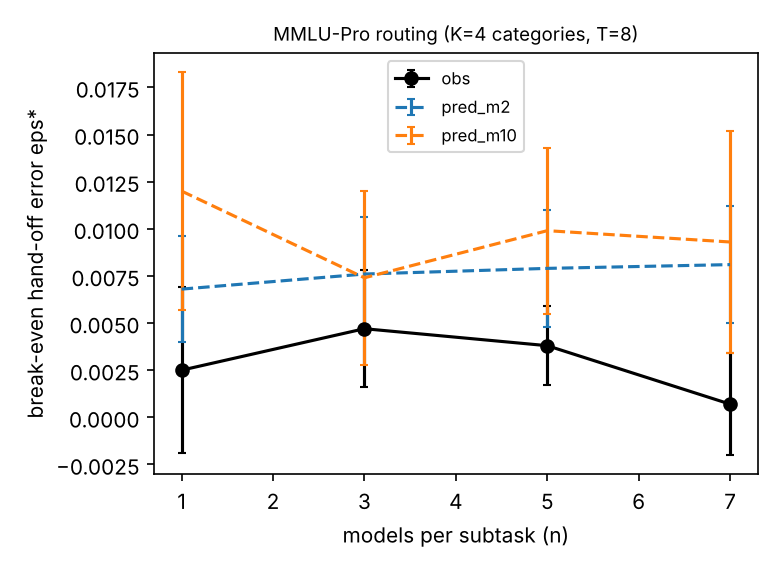 MMLU-Pro routing (K=4 categories, T=8)
obs
pred_m2
pred_m10
break-even hand-off error eps*
0.0175
0.0150
0.0125
0.0100
0.0075
0.0050
0.0025
0.0000
−0.0025
1 2 3 4 5 6 7
models per subtask (n)